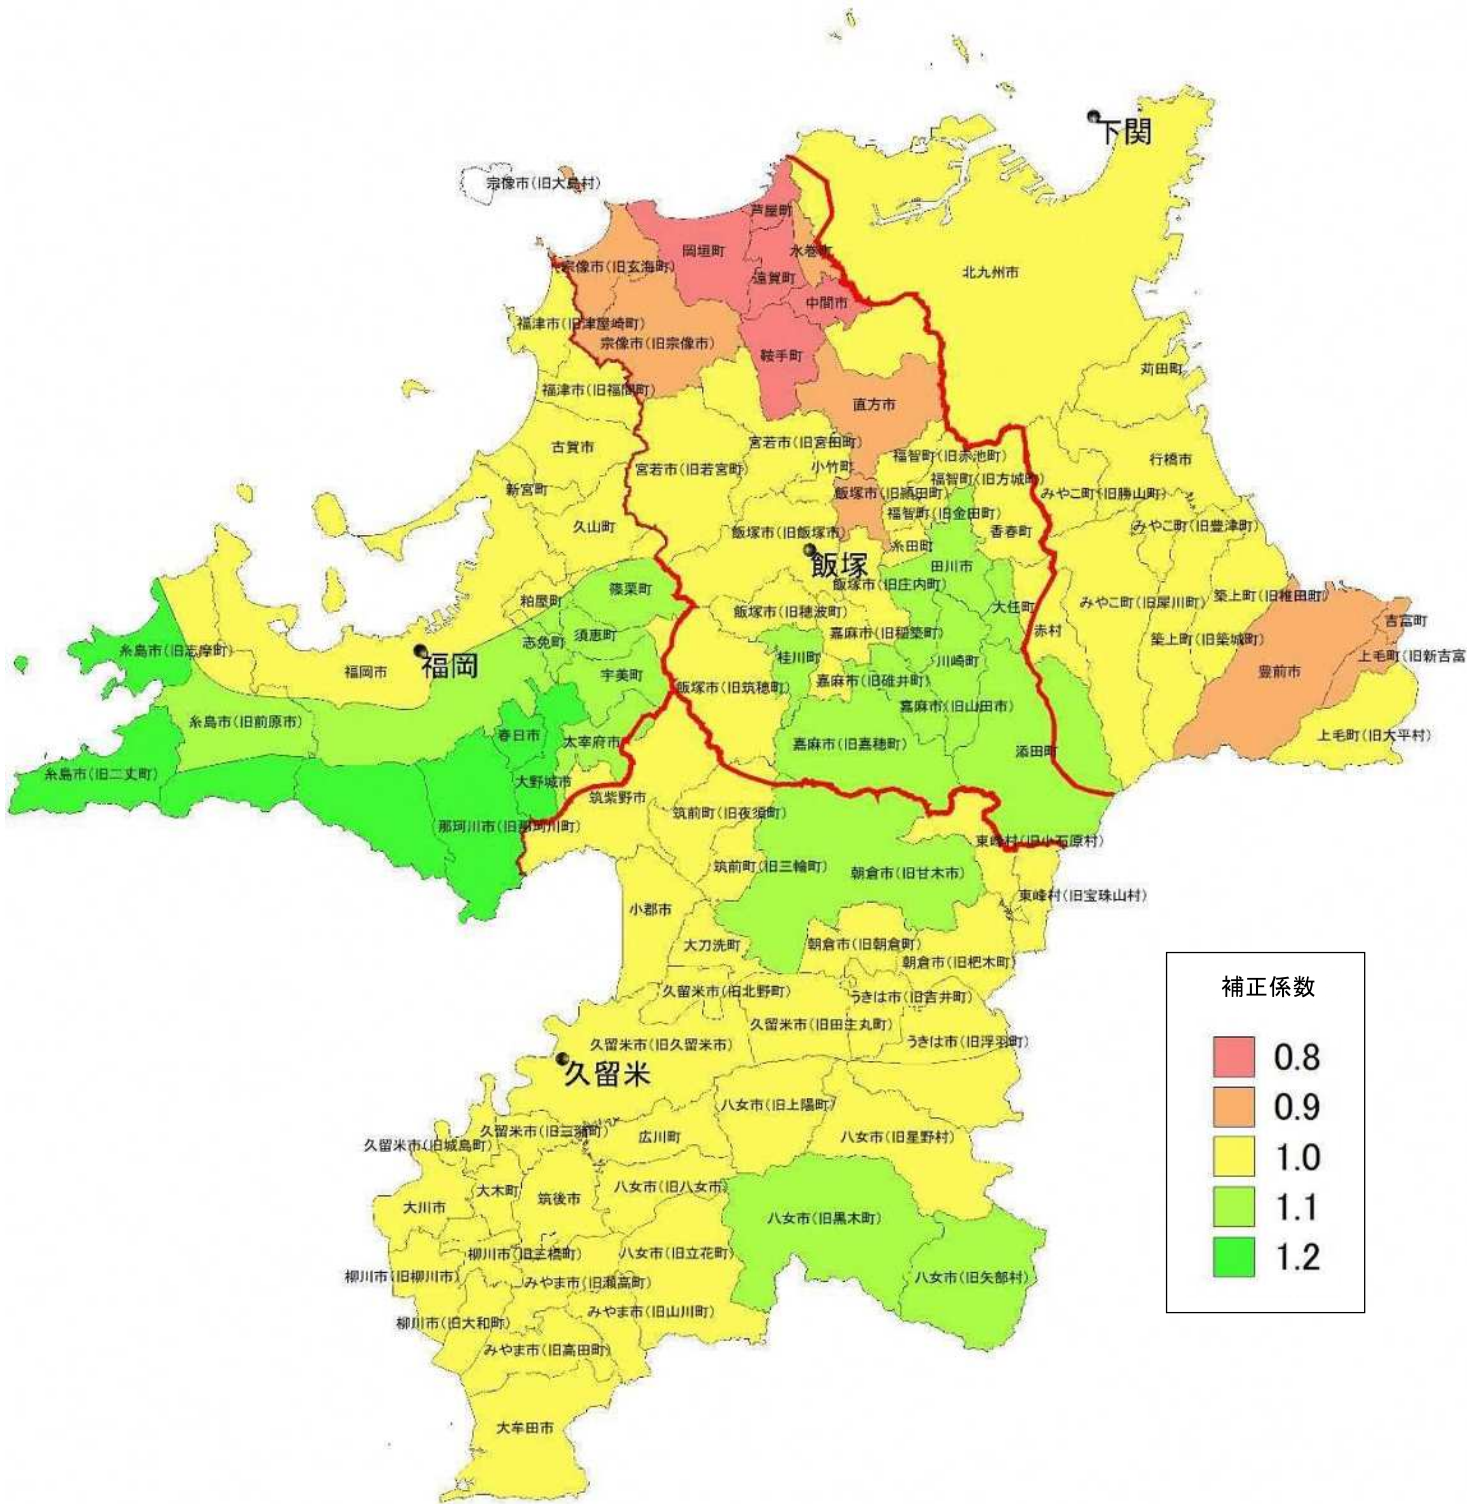 下関
宗像市(旧大島村)
芦屋町
岡垣町
水巻町
宗像市(旧玄海町)
遠賀町
北九州市
中間市
福津市(旧津屋崎町)
宗像市(旧宗像市)
鞍手町
苅田町
福津市(旧福間町)
直方市
古賀市
宮若市(旧宮田町)
福智町(旧赤池町)
行橋市
宮若市(旧若宮町)
小竹町
福智町(旧方城町)
新宮町
飯塚市(旧頴田町)
みやこ町(旧勝山町)
福智町(旧金田町)
久山町
飯塚市(旧飯塚市)
香春町
みやこ町(旧豊津町)
糸田町
飯塚
田川市
飯塚市(旧庄内町)
篠栗町
粕屋町
飯塚市(旧穂波町)
大任町
みやこ町(旧犀川町)
築上町(旧椎田町)
吉富町
志免町
須恵町
嘉麻市(旧稲築町)
赤村
築上町(旧築城町)
糸島市(旧志摩町)
福岡市
福岡
宇美町
桂川町
川崎町
上毛町(旧新吉富
豊前市
飯塚市(旧筑穂町)
嘉麻市(旧碓井町)
糸島市(旧前原市)
嘉麻市(旧山田市)
春日市
太宰府市
嘉麻市(旧嘉穂町)
添田町
上毛町(旧大平村)
糸島市(旧二丈町)
大野城市
筑紫野市
那珂川市(旧那珂川町)
筑前町(旧夜須町)
東峰村(旧小石原村)
筑前町(旧三輪町)
朝倉市(旧甘木市)
東峰村(旧宝珠山村)
小郡市
大刀洗町
朝倉市(旧朝倉町)
朝倉市(旧杷木町)
久留米市(旧北野町)
うきは市(旧吉井町)
久留米市(旧田主丸町)
久留米市(旧久留米市)
うきは市(旧浮羽町)
久留米
八女市(旧上陽町)
久留米市(旧三潴町)
広川町
八女市(旧星野村)
久留米市(旧城島町)
大木町
筑後市
八女市(旧八女市)
大川市
八女市(旧黒木町)
柳川市(旧三橋町)
八女市(旧立花町)
柳川市(旧柳川市)
みやま市(旧瀬高町)
八女市(旧矢部村)
柳川市(旧大和町)
みやま市(旧山川町)
みやま市(旧高田町)
大牟田市
補正係数
0.8
0.9
1.0
1.1
1.2